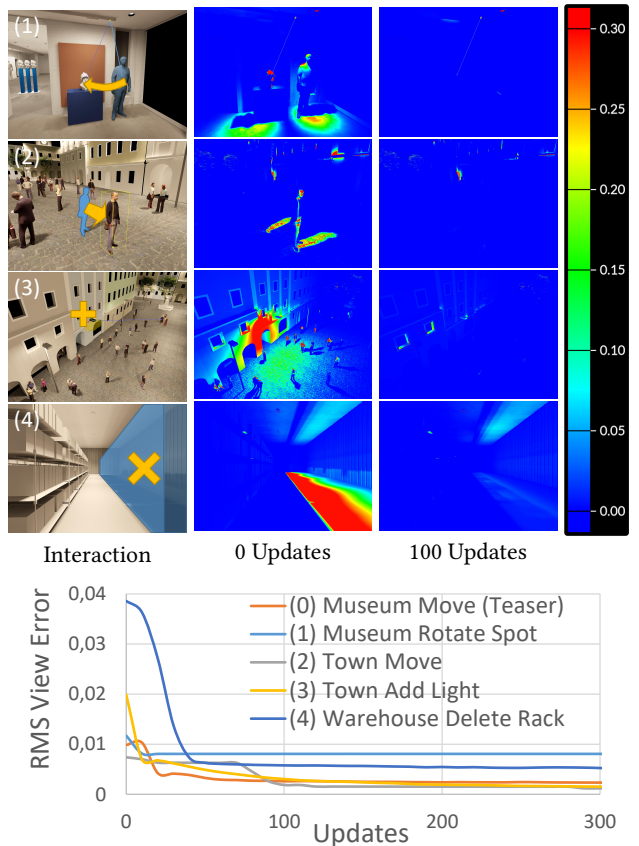 (1)
(2)
(3)
(4)
0.30
0.25
0.20
0.15
0.10
0.05
0.00
Interaction
0 Updates
100 Updates
0,04
0,03
0,02
0,01
0
RMS View Error
(0) Museum Move (Teaser)
(1) Museum Rotate Spot
(2) Town Move
(3) Town Add Light
(4) Warehouse Delete Rack
0
100
200
300
Updates